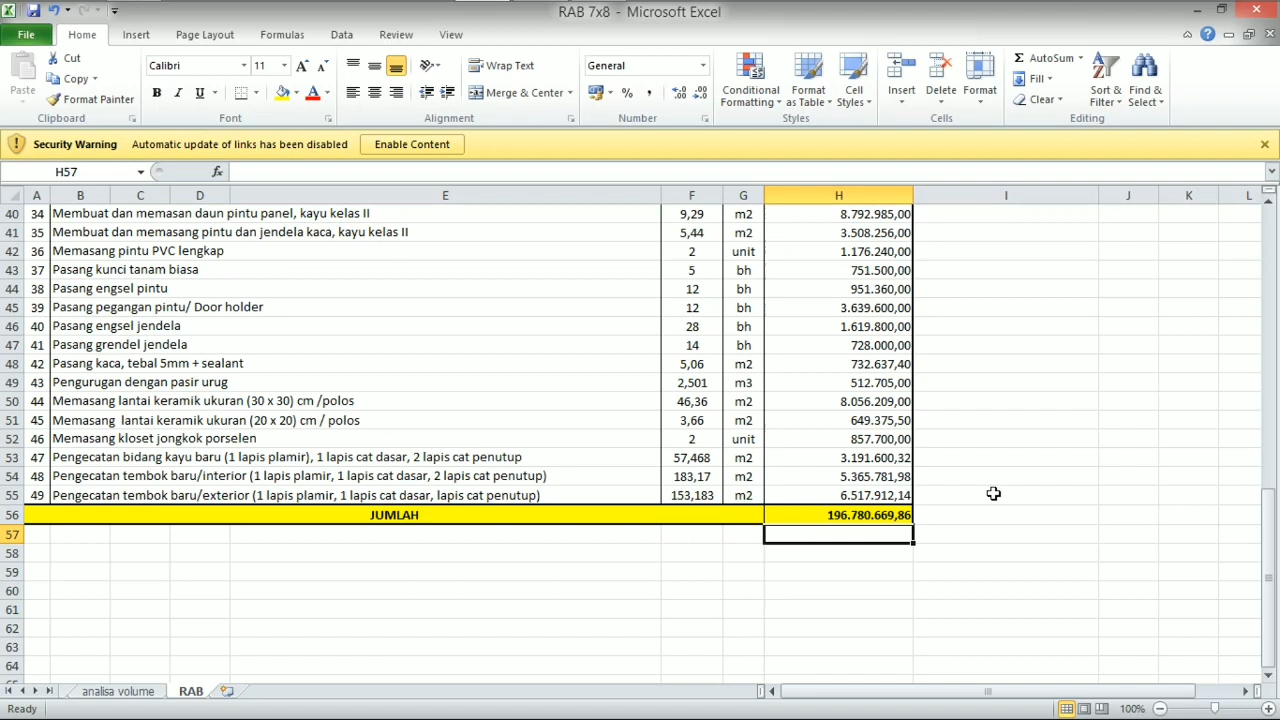 RAB 7x8 - Microsoft Excel
File Home Insert Page Layout Formulas Data Review View
Paste Cut Copy Format Painter Clipboard
Calibri 11 A A B I U A Font
Wrap Text Merge & Center Alignment
General % , Number
Conditional Formatting Format as Table Cell Styles Styles
Insert Delete Format Cells
Σ AutoSum Fill Clear Sort & Filter Find & Select Editing
Security Warning Automatic update of links has been disabled Enable Content
H57 fx
A B C D E F G H I J K L
40 34 Membuat dan memasan daun pintu panel, kayu kelas II 9,29 m2 8.792.985,00
41 35 Membuat dan memasang pintu dan jendela kaca, kayu kelas II 5,44 m2 3.508.256,00
42 36 Memasang pintu PVC lengkap 2 unit 1.176.240,00
43 37 Pasang kunci tanam biasa 5 bh 751.500,00
44 38 Pasang engsel pintu 12 bh 951.360,00
45 39 Pasang pegangan pintu/ Door holder 12 bh 3.639.600,00
46 40 Pasang engsel jendela 28 bh 1.619.800,00
47 41 Pasang grendel jendela 14 bh 728.000,00
48 42 Pasang kaca, tebal 5mm + sealant 5,06 m2 732.637,40
49 43 Pengurugan dengan pasir urug 2,501 m3 512.705,00
50 44 Memasang lantai keramik ukuran (30 x 30) cm /polos 46,36 m2 8.056.209,00
51 45 Memasang lantai keramik ukuran (20 x 20) cm / polos 3,66 m2 649.375,50
52 46 Memasang kloset jongkok porselen 2 unit 857.700,00
53 47 Pengecatan bidang kayu baru (1 lapis plamir), 1 lapis cat dasar, 2 lapis cat penutup 57,468 m2 3.191.600,32
54 48 Pengecatan tembok baru/interior (1 lapis plamir, 1 lapis cat dasar, 2 lapis cat penutup) 183,17 m2 5.365.781,98
55 49 Pengecatan tembok baru/exterior (1 lapis plamir, 1 lapis cat dasar, lapis cat penutup) 153,183 m2 6.517.912,14
56 JUMLAH 196.780.669,86
57
58
59
60
61
62
63
64
analisa volume RAB
Ready 100%